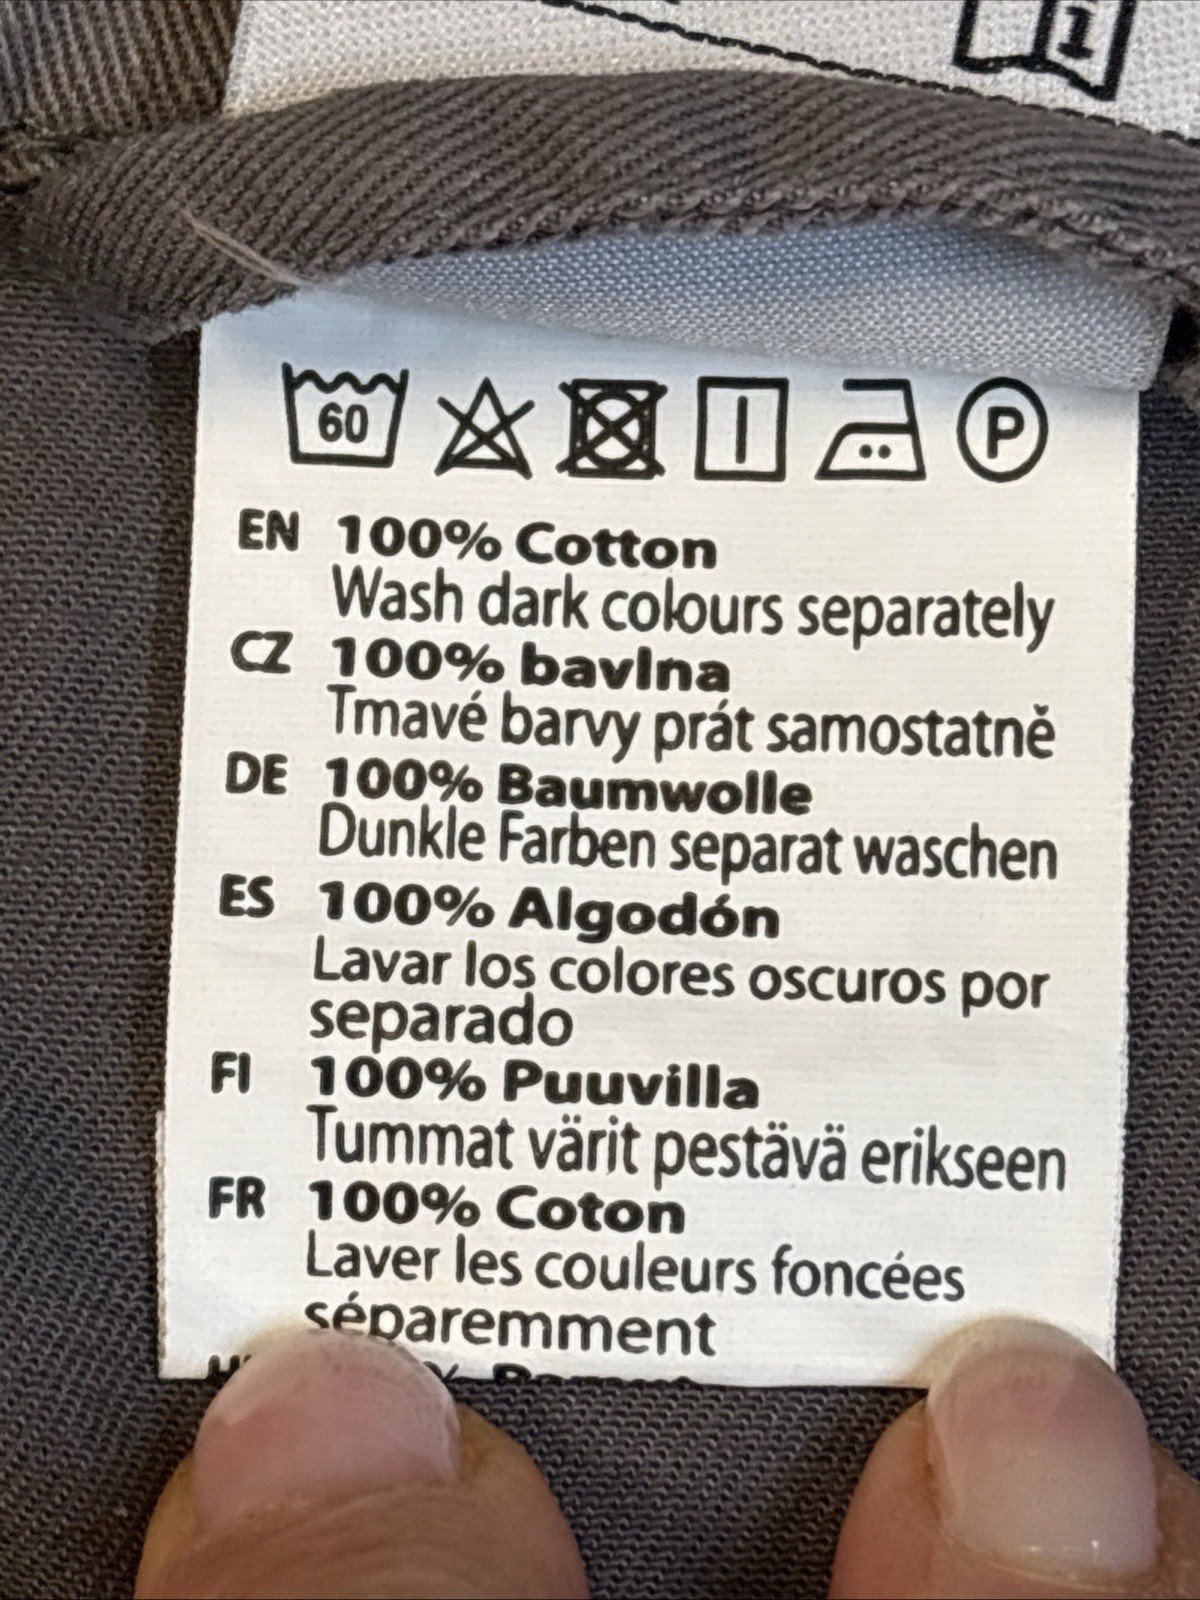 1
60
P
EN 100% Cotton
Wash dark colours separately
CZ 100% bavlna
Tmavé barvy prát samostatně
DE 100% Baumwolle
Dunkle Farben separat waschen
ES 100% Algodón
Lavar los colores oscuros por
separado
FI 100% Puuvilla
Tummat värit pestävä erikseen
FR 100% Coton
Laver les couleurs foncées
séparemment